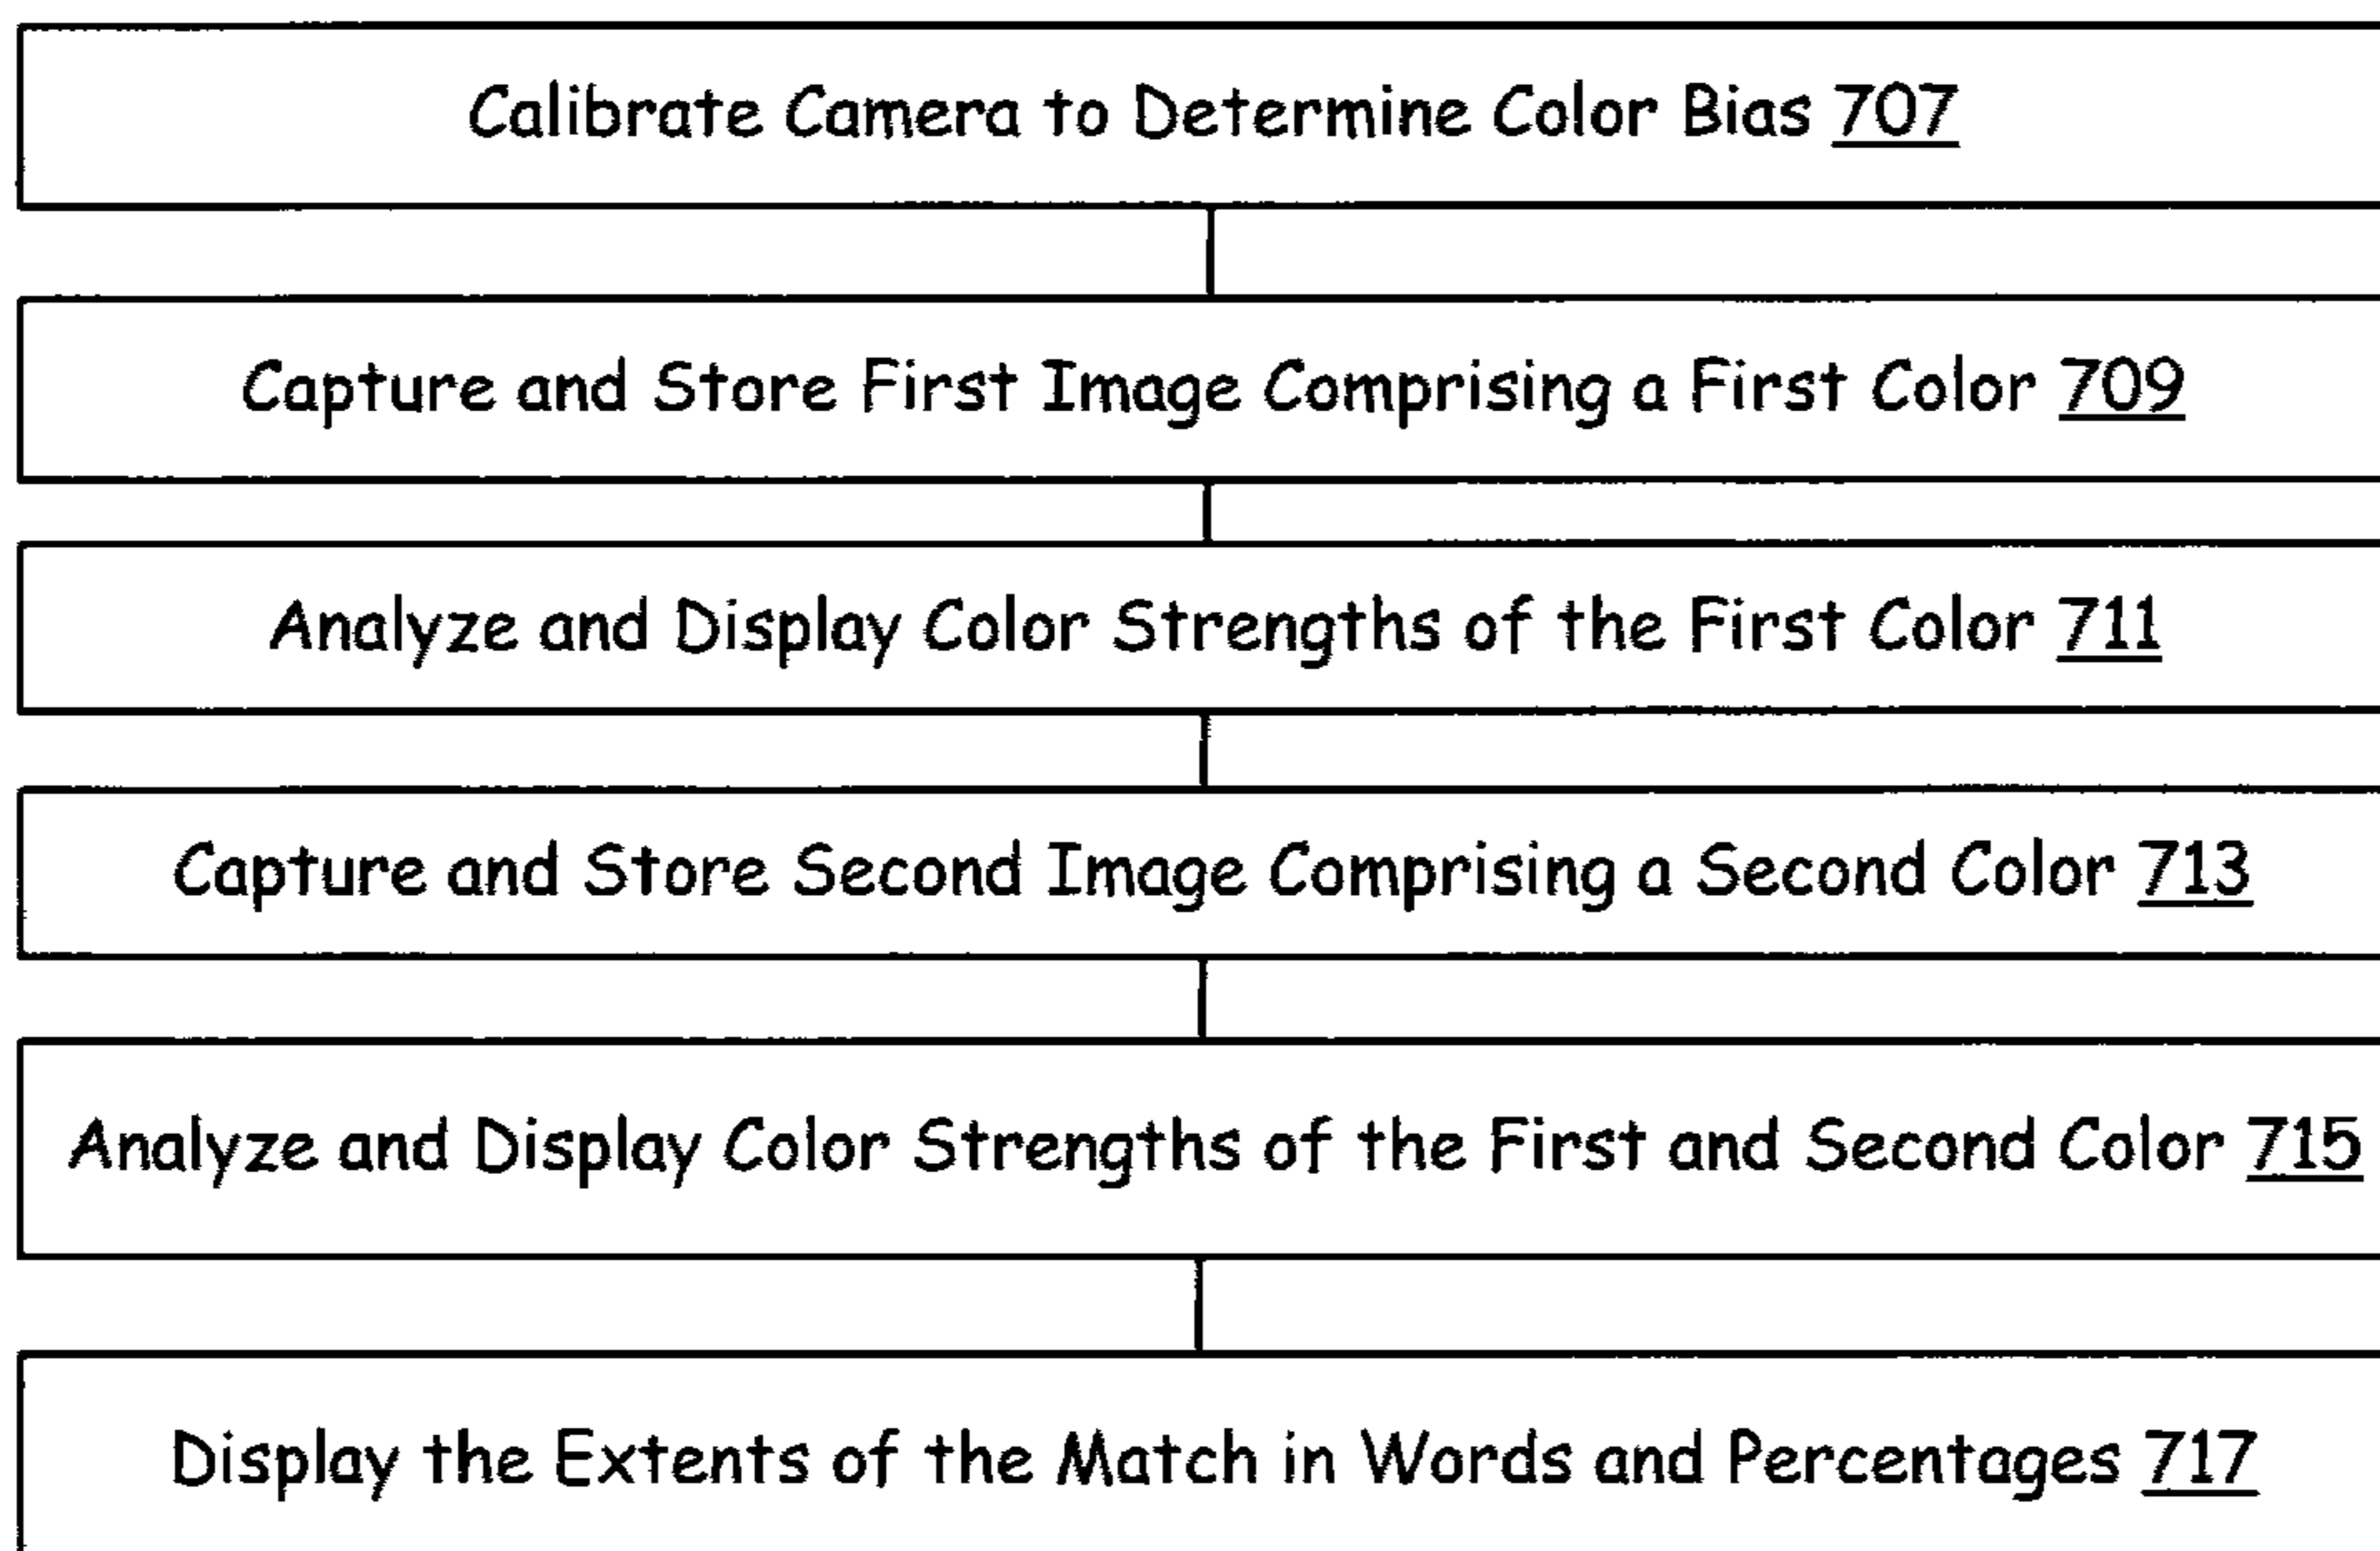 Calibrate Camera to Determine Color Bias 707
Capture and Store First Image Comprising a First Color 709
Analyze and Display Color Strengths of the First Color 711
Capture and Store Second Image Comprising a Second Color 713
Analyze and Display Color Strengths of the First and Second Color 715
Display the Extents of the Match in Words and Percentages 717